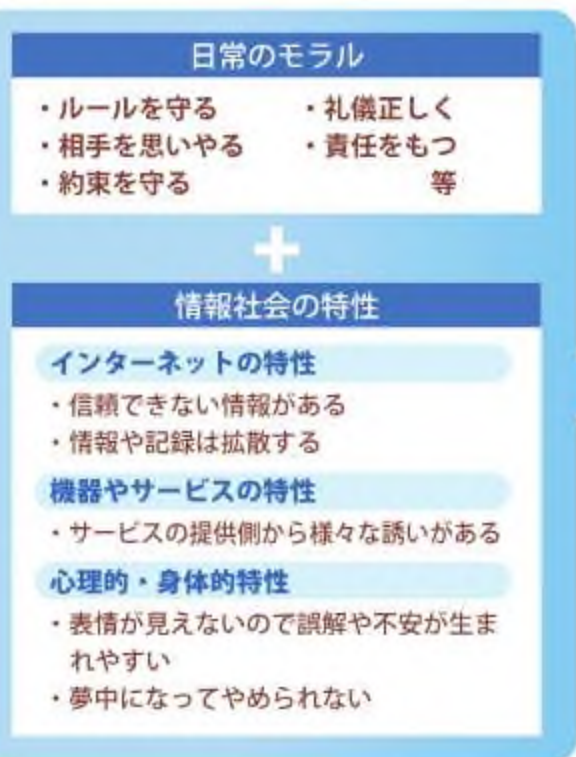 日常のモラル
・ルールを守る ・礼儀正しく
・相手を思いやる ・責任をもつ
・約束を守る 等
+
情報社会の特性
インターネットの特性
・信頼できない情報がある
・情報や記録は拡散する
機器やサービスの特性
・サービスの提供側から様々な誘いがある
心理的・身体的特性
・表情が見えないので誤解や不安が生ま
れやすい
・夢中になってやめられない